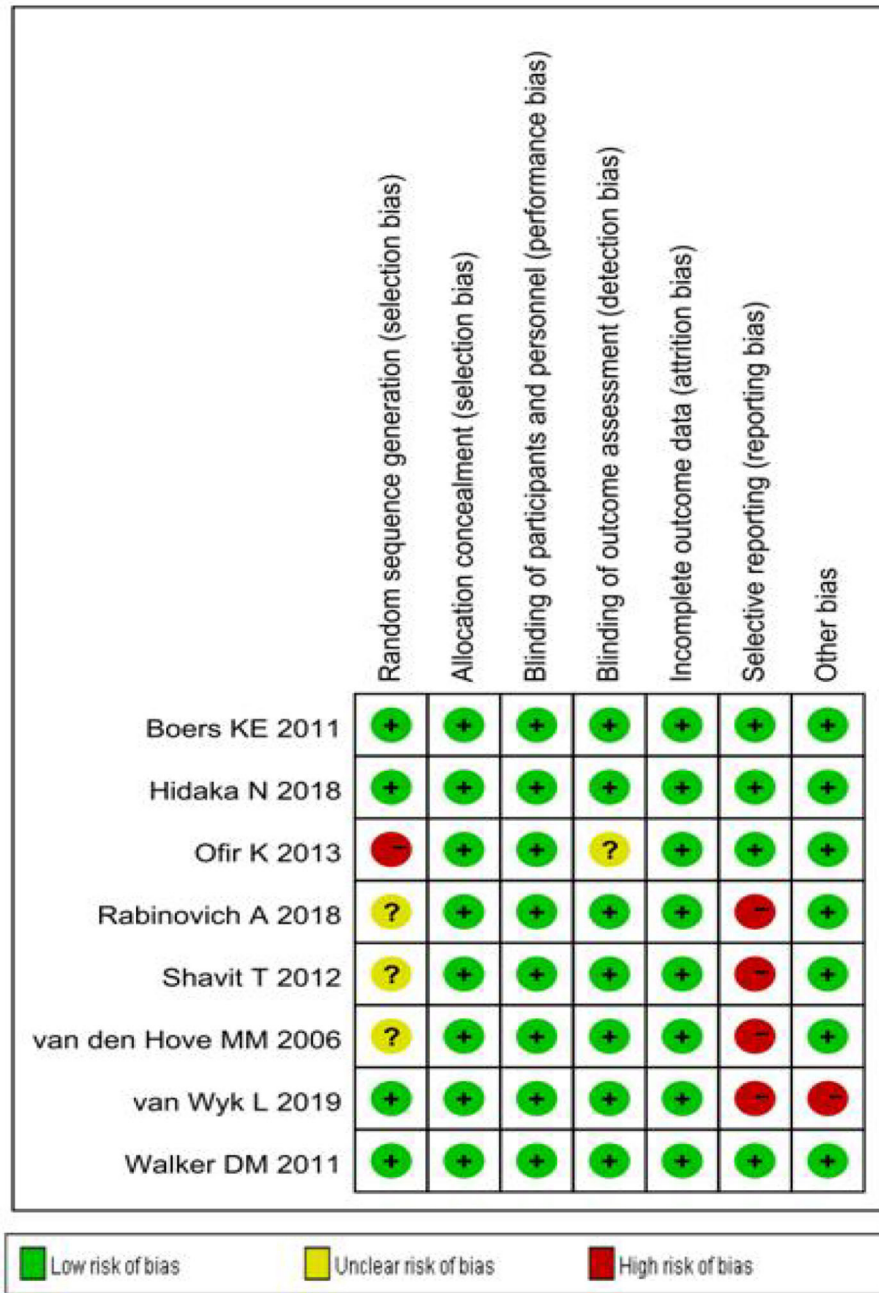 Random sequence generation (selection bias)
Allocation concealment (selection bias)
Blinding of participants and personnel (performance bias)
Blinding of outcome assessment (detection bias)
Incomplete outcome data (attrition bias)
Selective reporting (reporting bias)
Other bias
Boers KE 2011 + + + + + + +
Hidaka N 2018 + + + + + + +
Ofir K 2013 - + + ? + + +
Rabinovich A 2018 ? + + + + - +
Shavit T 2012 ? + + + + - +
van den Hove MM 2006 ? + + + + - +
van Wyk L 2019 + + + + + - -
Walker DM 2011 + + + + + + +
Low risk of bias Unclear risk of bias High risk of bias